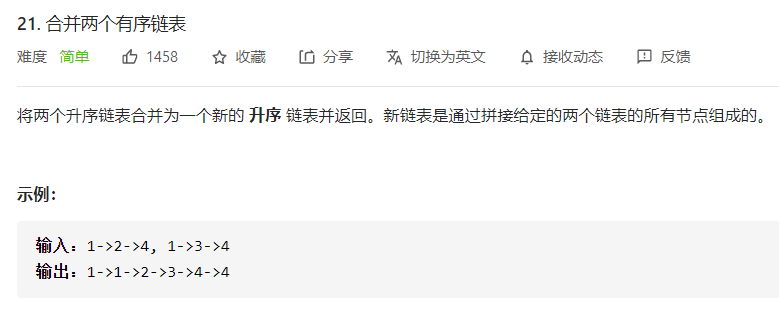 21. 合并两个有序链表
难度 简单 1458 收藏 分享 切换为英文 接收动态 反馈
将两个升序链表合并为一个新的 升序 链表并返回。新链表是通过拼接给定的两个链表的所有节点组成的。
示例：
输入：1->2->4, 1->3->4
输出：1->1->2->3->4->4